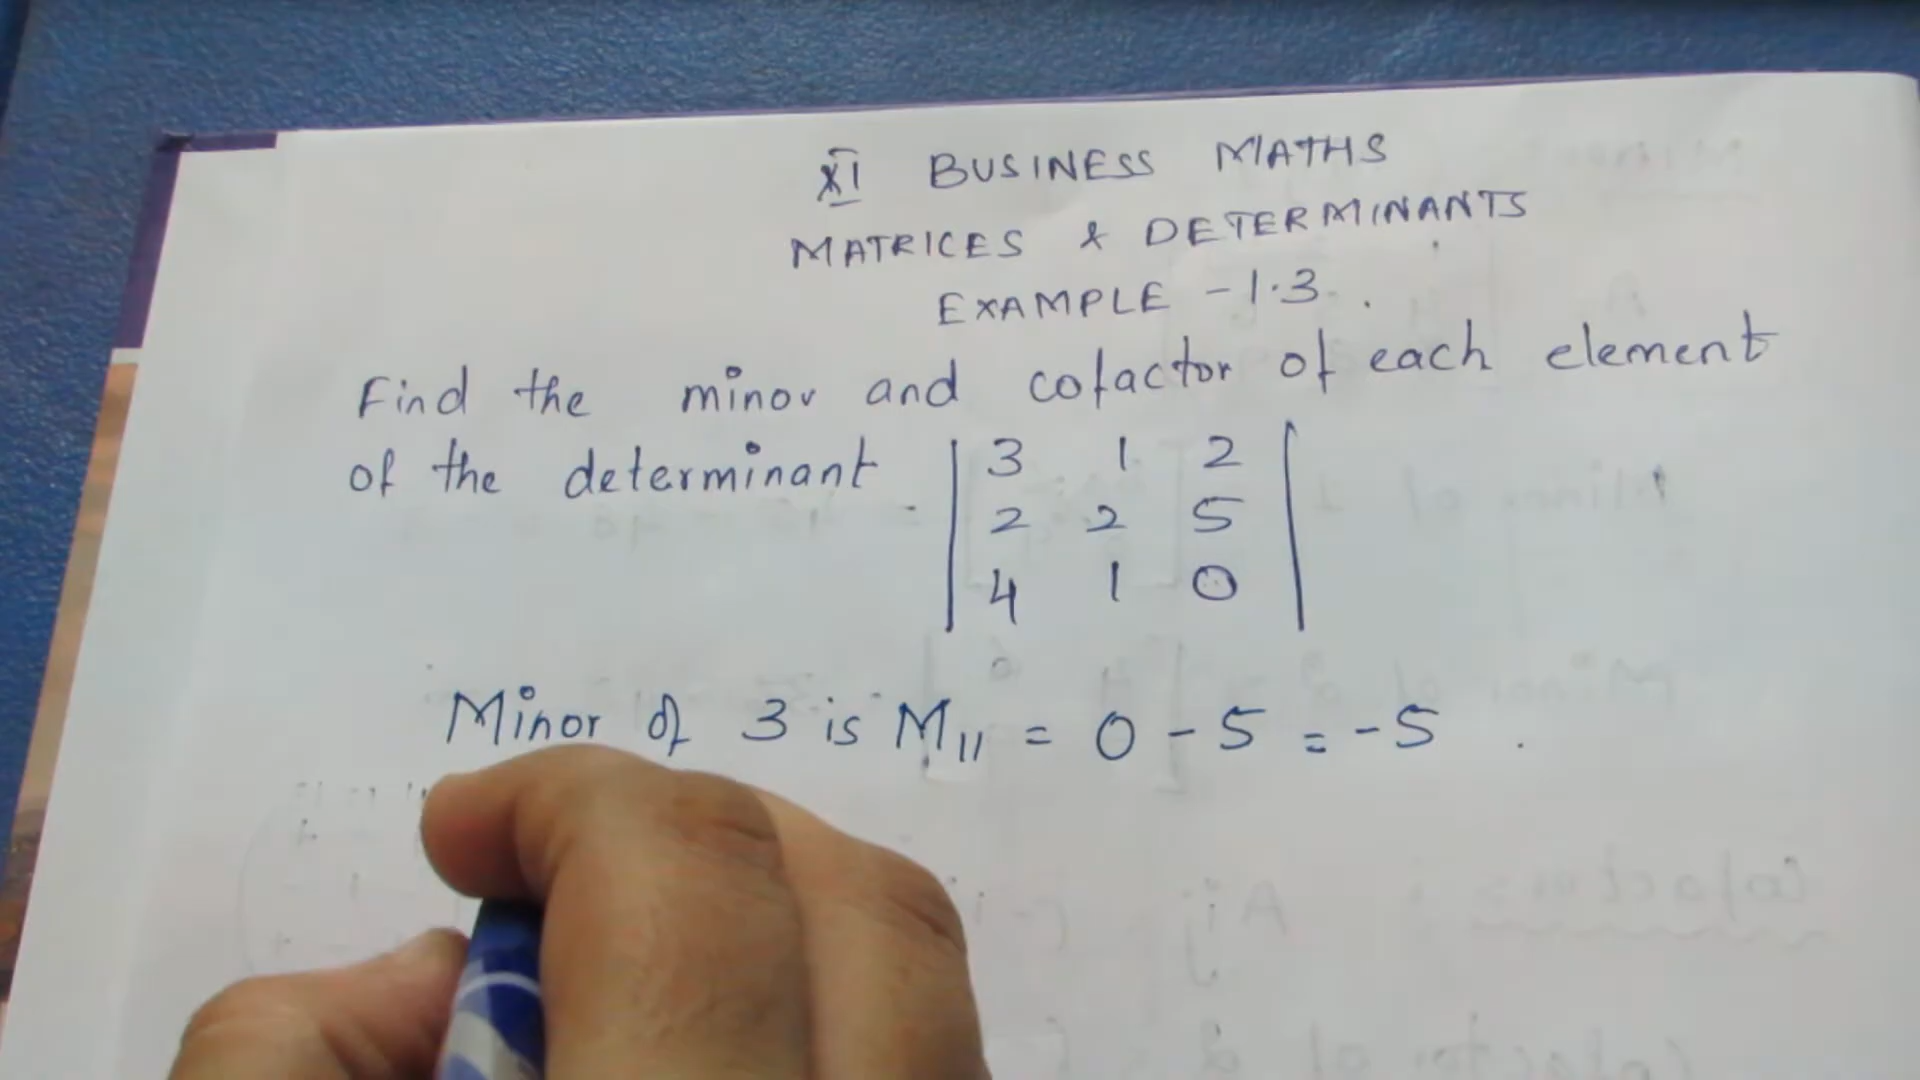 XI BUSINESS MATHS
MATRICES & DETERMINANTS
EXAMPLE - 1.3.
Find the minor and cofactor of each element
of the determinant | 3 1 2 |
| 2 2 5 |
| 4 1 0 |
Minor of 3 is M11 = 0 - 5 = -5